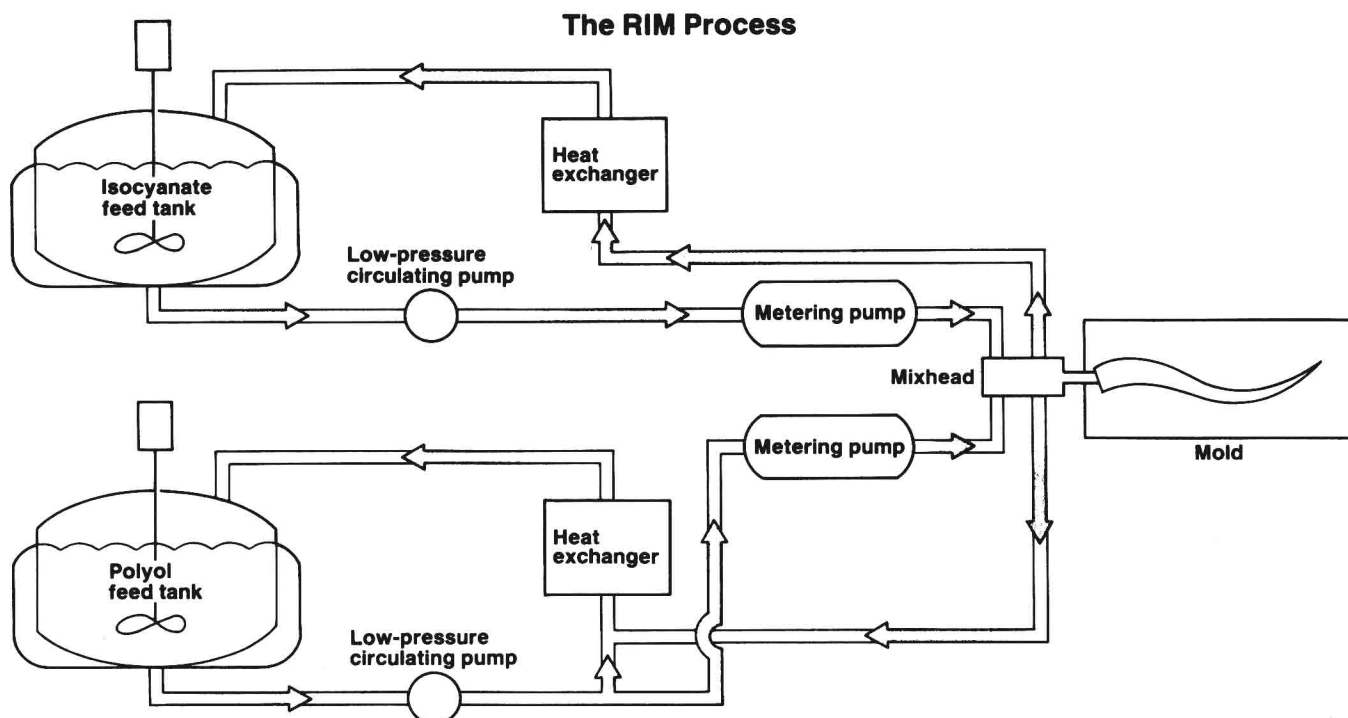 The RIM Process
Isocyanate
feed tank
Heat
exchanger
Low-pressure
circulating pump
Metering pump
Mixhead
Metering pump
Mold
Polyol
feed tank
Heat
exchanger
Low-pressure
circulating pump